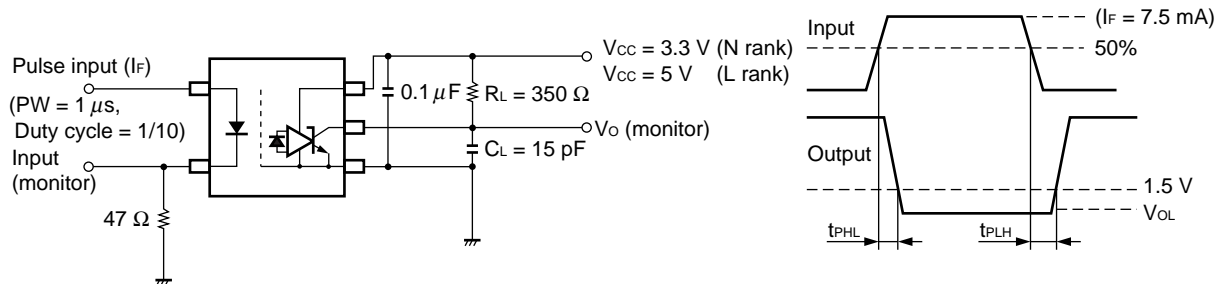 Pulse input (IF)
(PW = 1 μs,
Duty cycle = 1/10)
Input
(monitor)
47 Ω
0.1 μF
VCC = 3.3 V (N rank)
VCC = 5 V (L rank)
RL = 350 Ω
VO (monitor)
CL = 15 pF
Input
(IF = 7.5 mA)
50%
Output
1.5 V
VOL
tPHL
tPLH